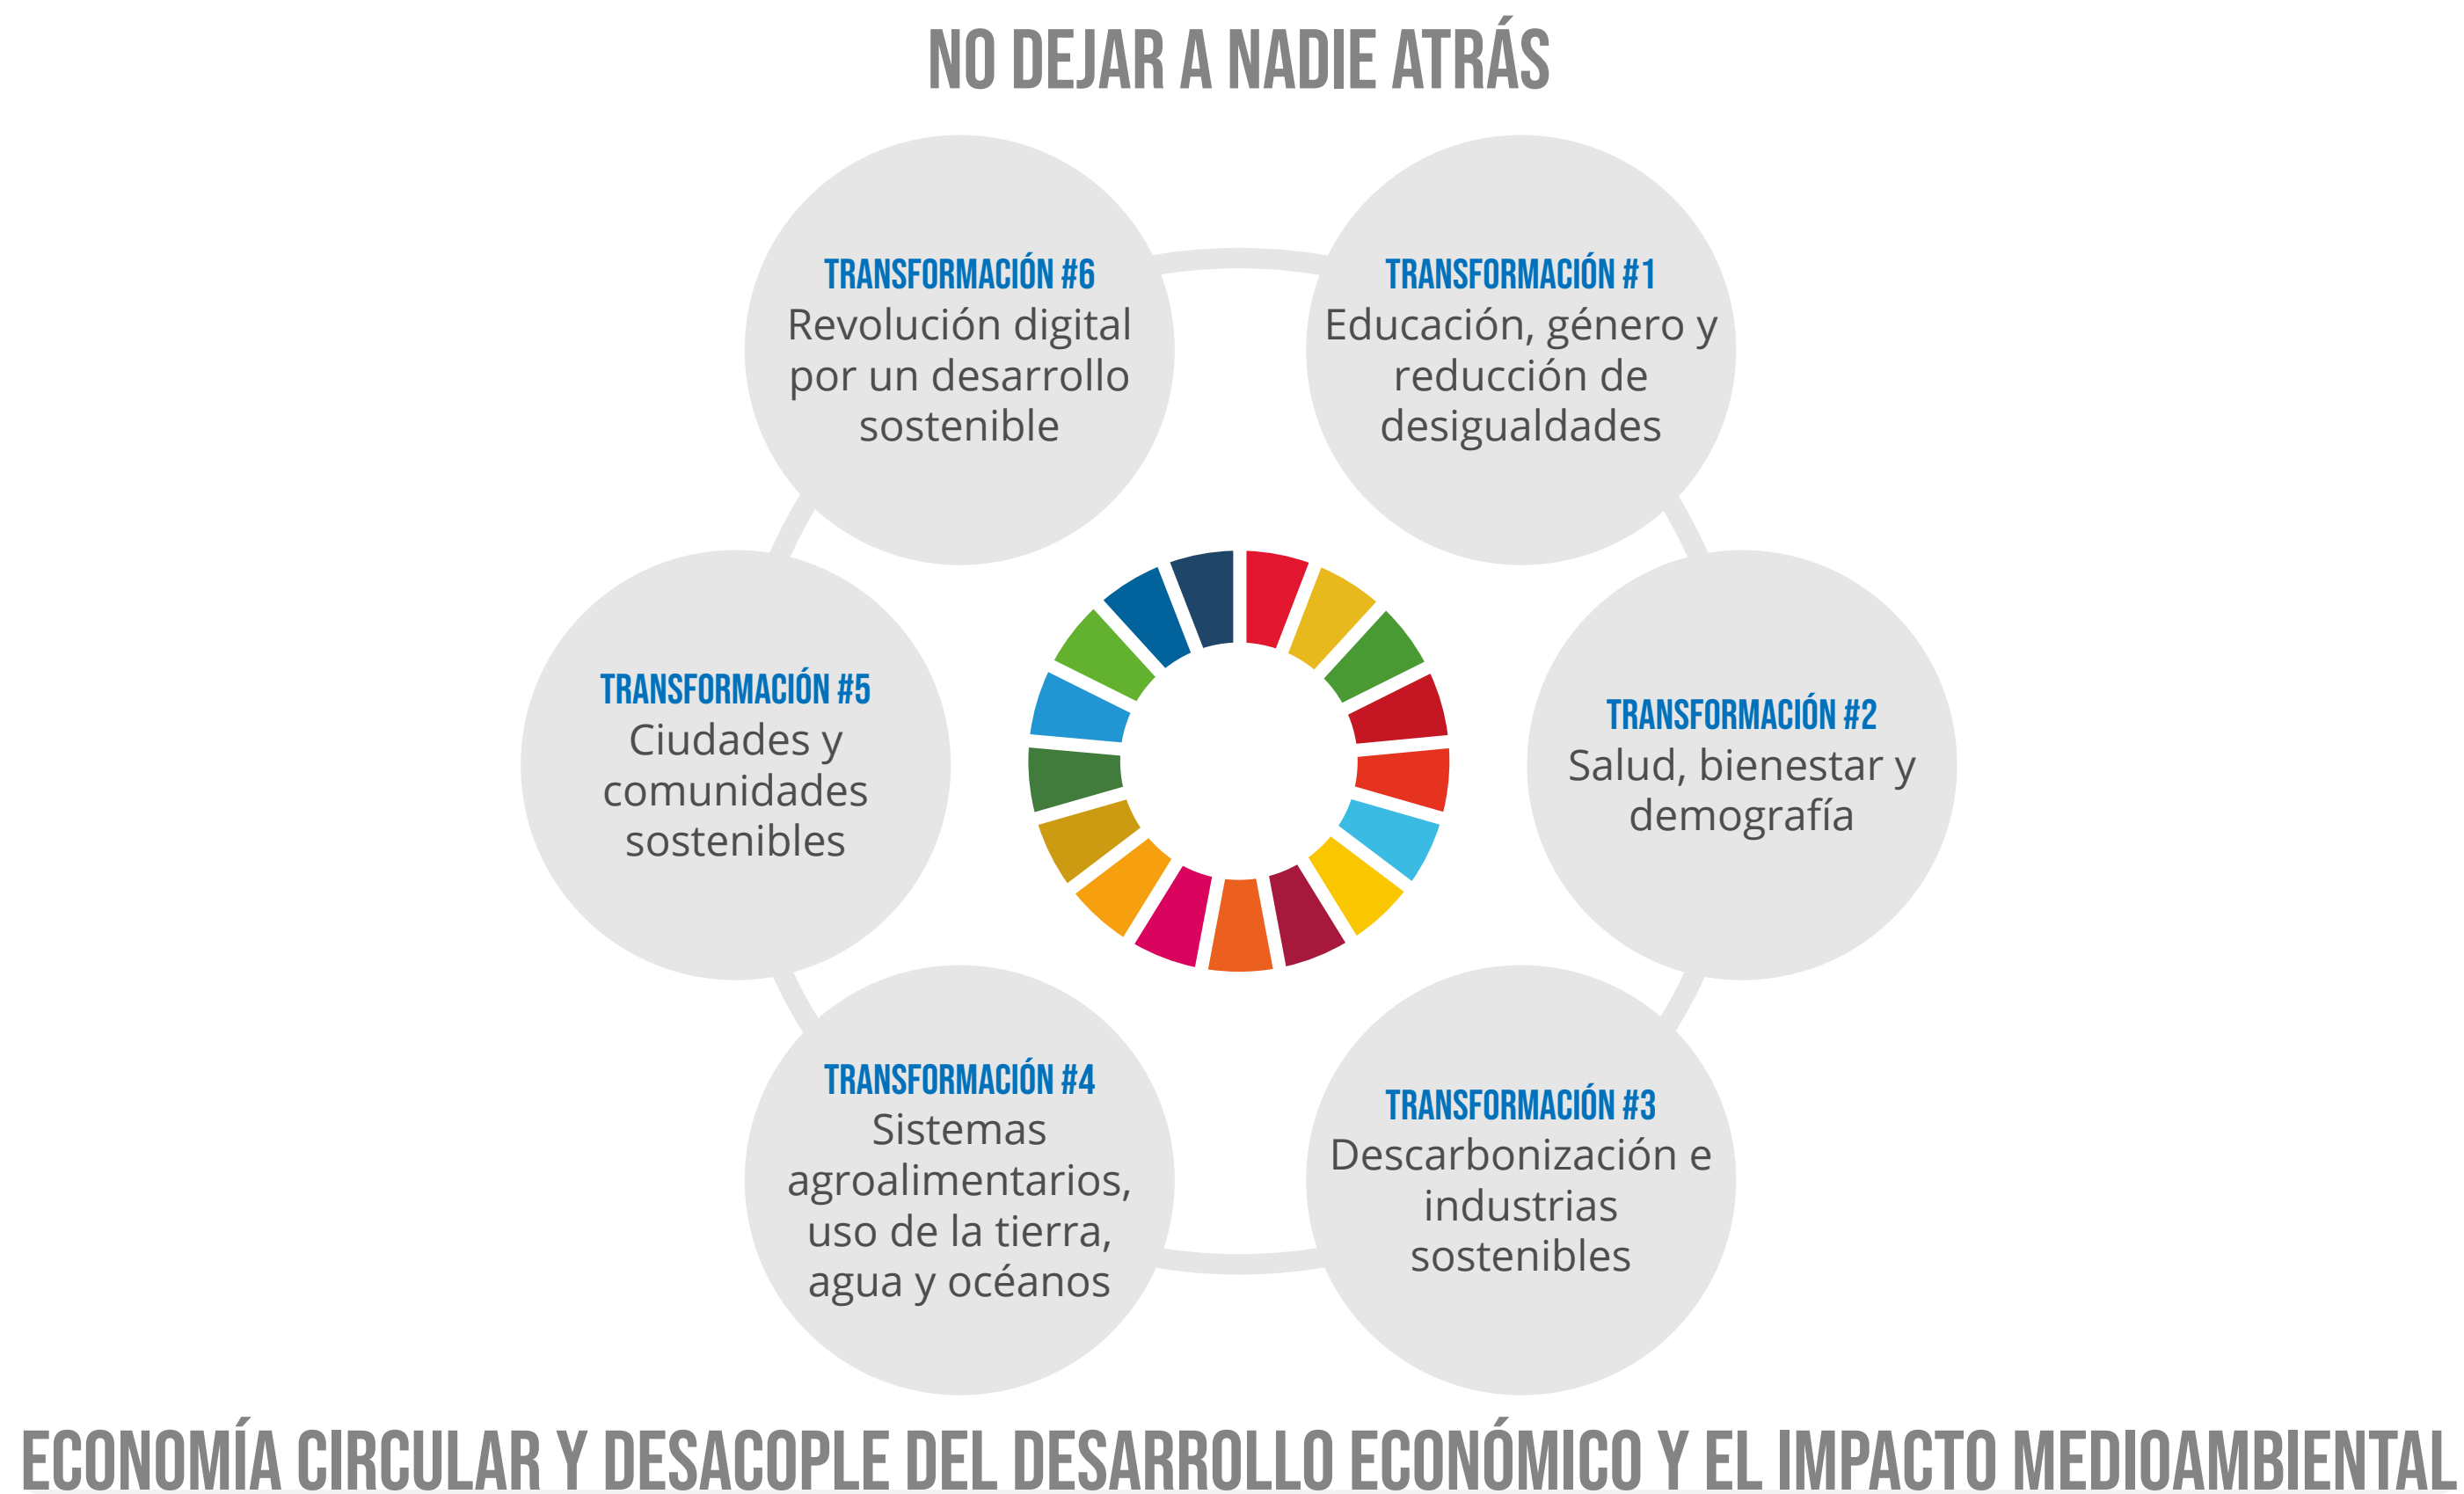 NO DEJAR A NADIE ATRÁS
TRANSFORMACIÓN #6
Revolución digital
por un desarrollo
sostenible
TRANSFORMACIÓN #1
Educación, género y
reducción de
desigualdades
TRANSFORMACIÓN #5
Ciudades y
comunidades
sostenibles
TRANSFORMACIÓN #2
Salud, bienestar y
demografía
TRANSFORMACIÓN #4
Sistemas
agroalimentarios,
uso de la tierra,
agua y océanos
TRANSFORMACIÓN #3
Descarbonización e
industrias
sostenibles
ECONOMÍA CIRCULAR Y DESACOPLE DEL DESARROLLO ECONÓMICO Y EL IMPACTO MEDIOAMBIENTAL